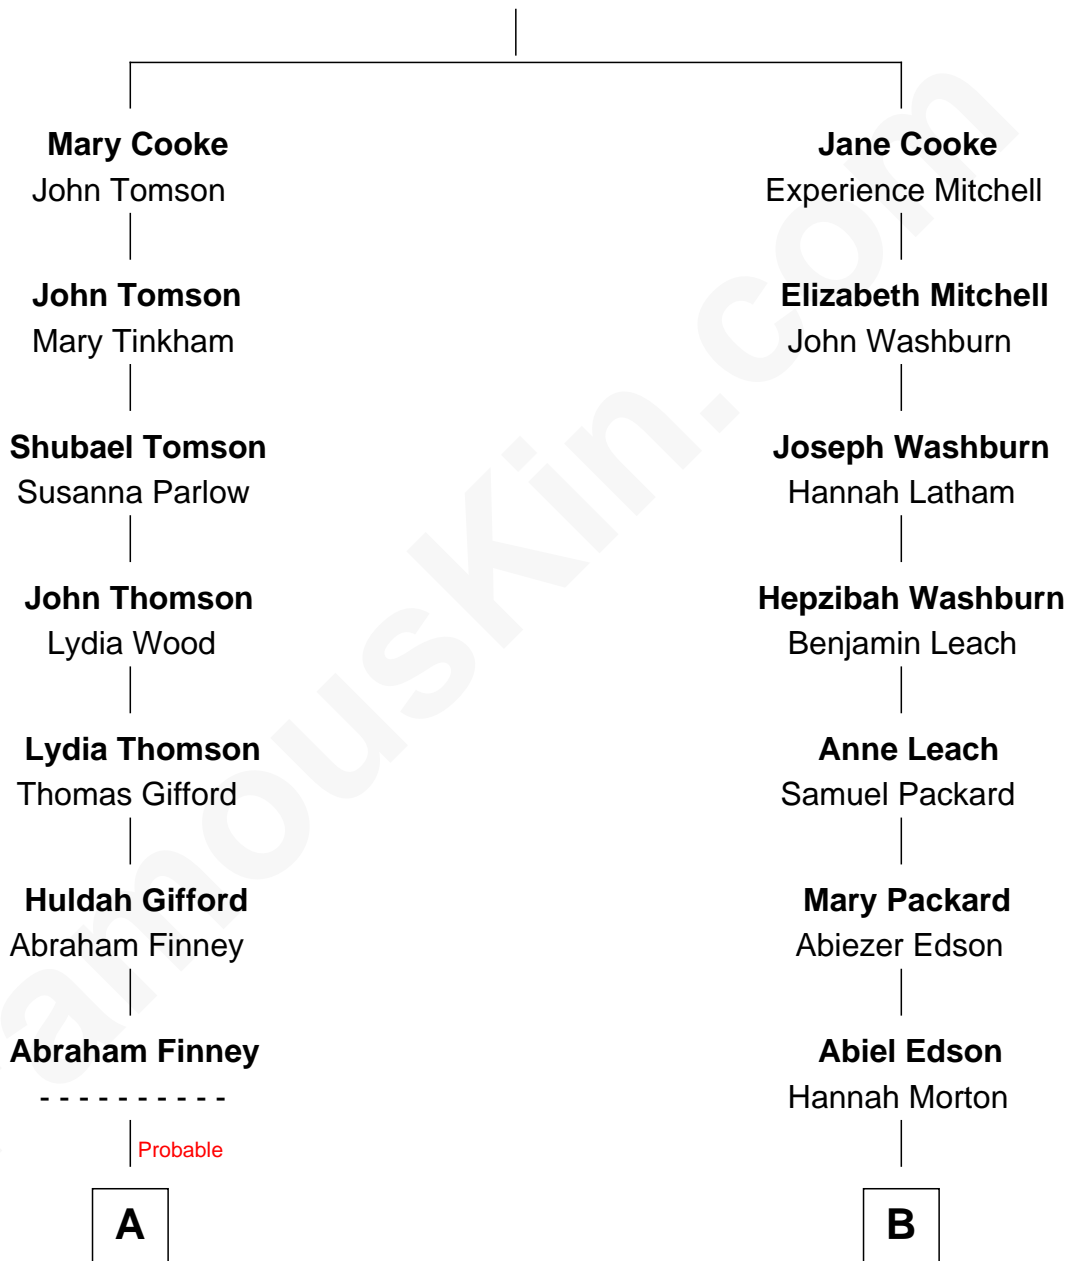 Mary Cooke
John Tomson
Jane Cooke
Experience Mitchell
John Tomson
Mary Tinkham
Elizabeth Mitchell
John Washburn
Shubael Tomson
Susanna Parlow
Joseph Washburn
Hannah Latham
John Thomson
Lydia Wood
Hepzibah Washburn
Benjamin Leach
Lydia Thomson
Thomas Gifford
Anne Leach
Samuel Packard
Huldah Gifford
Abraham Finney
Mary Packard
Abiezer Edson
Abraham Finney
- - - - - - - - - -
Abiel Edson
Hannah Morton
Probable
A
B
amouskin.com